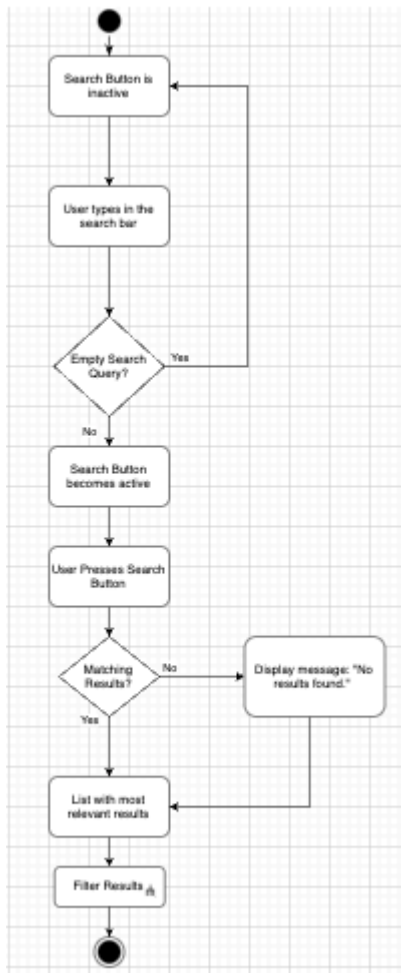 Search Button is
inactive
User types in the
search bar
Empty Search
Query?
Yes
No
Search Button
becomes active
User Presses Search
Button
Matching
Results?
No
Display message: "No
results found."
Yes
List with most
relevant results
Filter Results